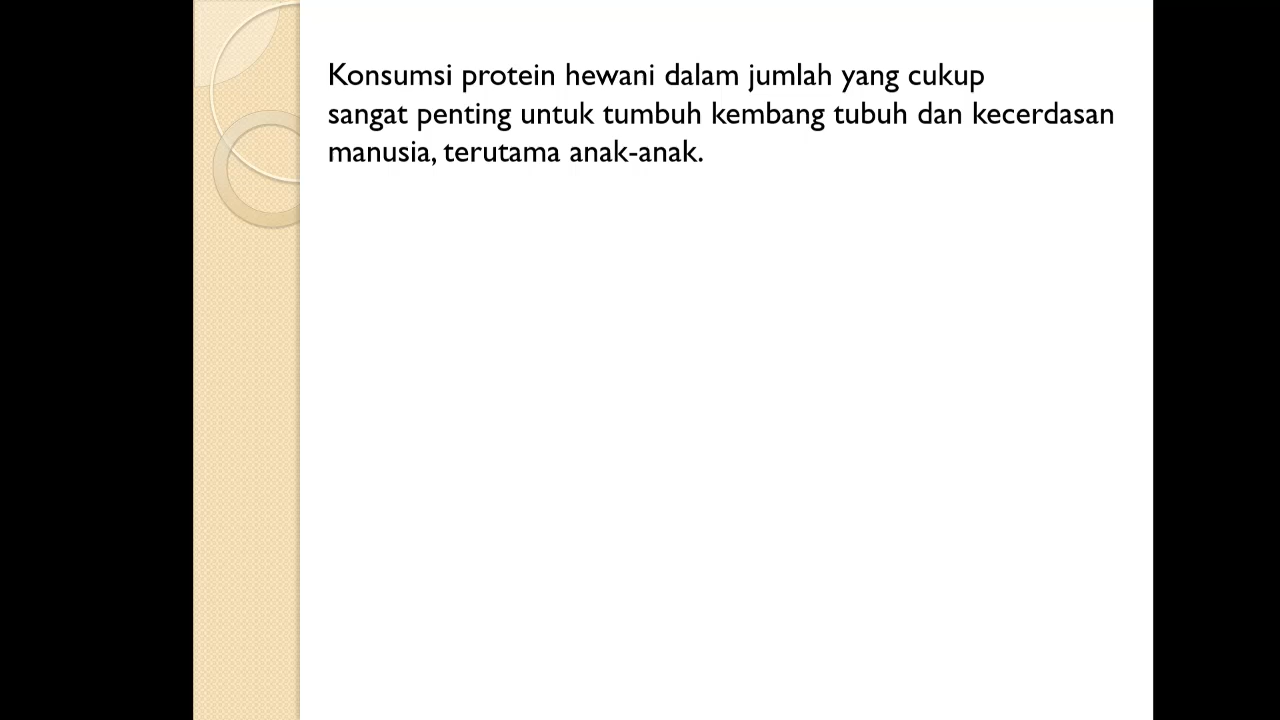 Konsumsi protein hewani dalam jumlah yang cukup
sangat penting untuk tumbuh kembang tubuh dan kecerdasan
manusia, terutama anak-anak.